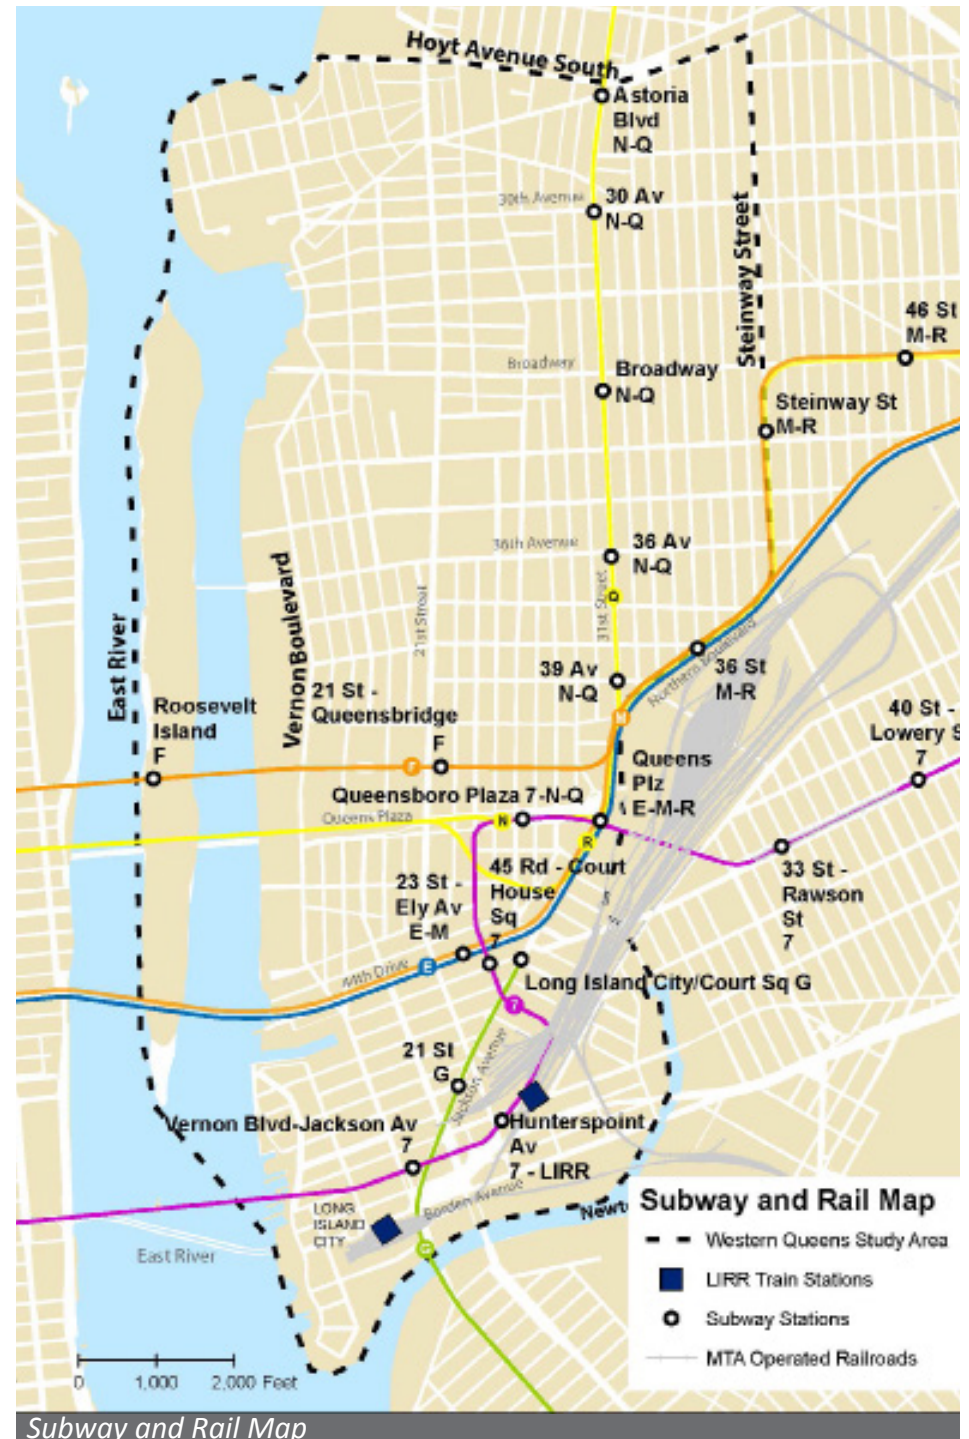 Hoyt Avenue South
Astoria
Blvd
N-Q
30th Avenue
30 Av
N-Q
Steinway Street
46 St
M-R
Broadway
Broadway
N-Q
Steinway St
M-R
36th Avenue
36 Av
N-Q
Q
31st Street
21st Street
Vernon Boulevard
East River
39 Av
N-Q
Northern Boulevard
36 St
M-R
Roosevelt
Island
F
21 St -
Queensbridge
F
F
M
40 St -
Lowery S
7
Queens
Plz
E-M-R
Queensboro Plaza 7-N-Q
Queens Plaza
N
R
45 Rd - Court
House
Sq
7
23 St -
Ely Av
E-M
33 St -
Rawson
St
7
44th Drive
E
Long Island City/Court Sq G
7
21 St
G
Jackson Avenue
Vernon Blvd-Jackson Av
7
Hunterspoint
Av
7 - LIRR
Borden Avenue
LONG
ISLAND
CITY
G
Newt
East River
Subway and Rail Map
Western Queens Study Area
LIRR Train Stations
Subway Stations
MTA Operated Railroads
0 1,000 2,000 Feet
Subway and Rail Map